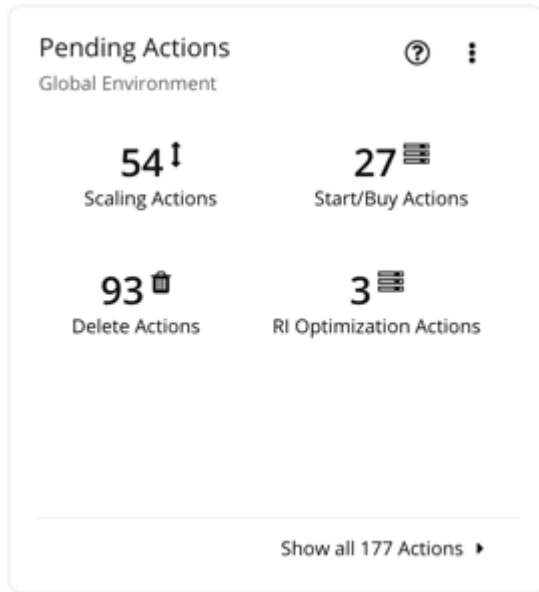 Pending Actions
Global Environment
54
27
Scaling Actions
Start/Buy Actions
93
3
Delete Actions
RI Optimization Actions
Show all 177 Actions